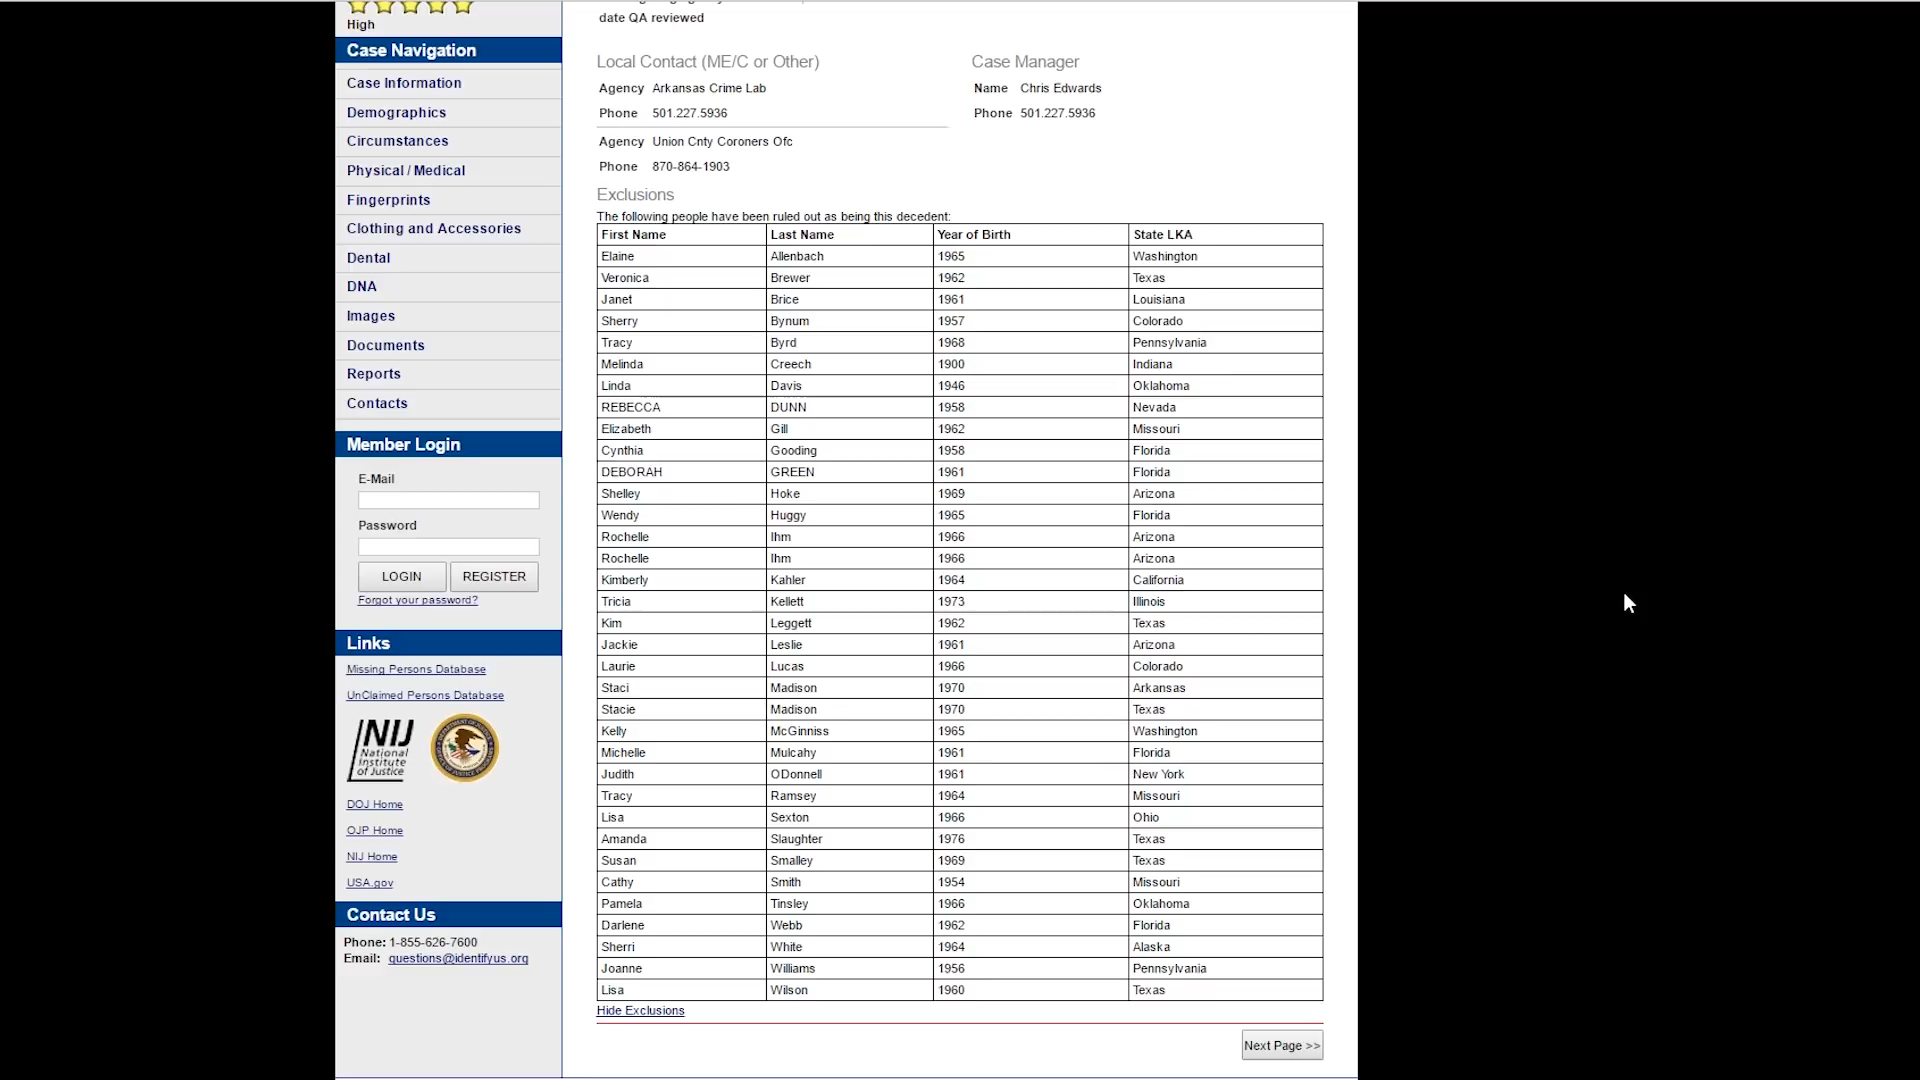 High
Case Navigation
Case Information
Demographics
Circumstances
Physical / Medical
Fingerprints
Clothing and Accessories
Dental
DNA
Images
Documents
Reports
Contacts
Member Login
E-Mail
Password
LOGIN REGISTER
Forgot your password?
Links
Missing Persons Database
UnClaimed Persons Database
NIJ
National
Institute
of Justice
DOJ Home
OJP Home
NIJ Home
USA.gov
Contact Us
Phone: 1-855-626-7600
Email: questions@identifyus.org
date QA reviewed
Local Contact (ME/C or Other)
Agency Arkansas Crime Lab
Phone 501.227.5936
Agency Union Cnty Coroners Ofc
Phone 870-864-1903
Case Manager
Name Chris Edwards
Phone 501.227.5936
Exclusions
The following people have been ruled out as being this decedent:
First Name Last Name Year of Birth State LKA
Elaine Allenbach 1965 Washington
Veronica Brewer 1962 Texas
Janet Brice 1961 Louisiana
Sherry Bynum 1957 Colorado
Tracy Byrd 1968 Pennsylvania
Melinda Creech 1900 Indiana
Linda Davis 1946 Oklahoma
REBECCA DUNN 1958 Nevada
Elizabeth Gill 1962 Missouri
Cynthia Gooding 1958 Florida
DEBORAH GREEN 1961 Florida
Shelley Hoke 1969 Arizona
Wendy Huggy 1965 Florida
Rochelle Ihm 1966 Arizona
Rochelle Ihm 1966 Arizona
Kimberly Kahler 1964 California
Tricia Kellett 1973 Illinois
Kim Leggett 1962 Texas
Jackie Leslie 1961 Arizona
Laurie Lucas 1966 Colorado
Staci Madison 1970 Arkansas
Stacie Madison 1970 Texas
Kelly McGinniss 1965 Washington
Michelle Mulcahy 1961 Florida
Judith ODonnell 1961 New York
Tracy Ramsey 1964 Missouri
Lisa Sexton 1966 Ohio
Amanda Slaughter 1976 Texas
Susan Smalley 1969 Texas
Cathy Smith 1954 Missouri
Pamela Tinsley 1966 Oklahoma
Darlene Webb 1962 Florida
Sherri White 1964 Alaska
Joanne Williams 1956 Pennsylvania
Lisa Wilson 1960 Texas
Hide Exclusions
Next Page >>